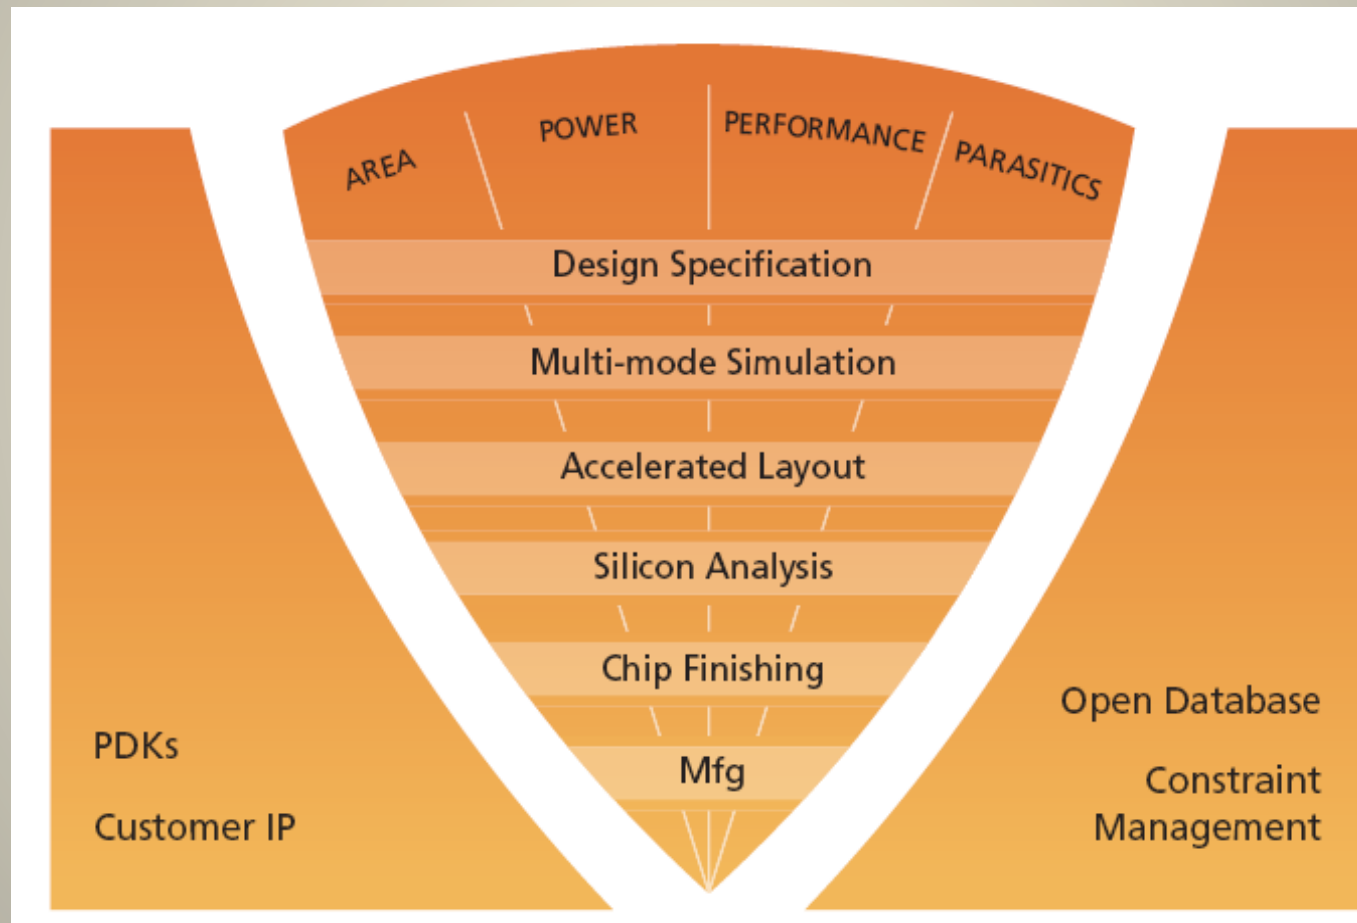 AREA
POWER
PERFORMANCE
PARASITICS
Design Specification
Multi-mode Simulation
Accelerated Layout
Silicon Analysis
Chip Finishing
Mfg
PDKs
Customer IP
Open Database
Constraint
Management